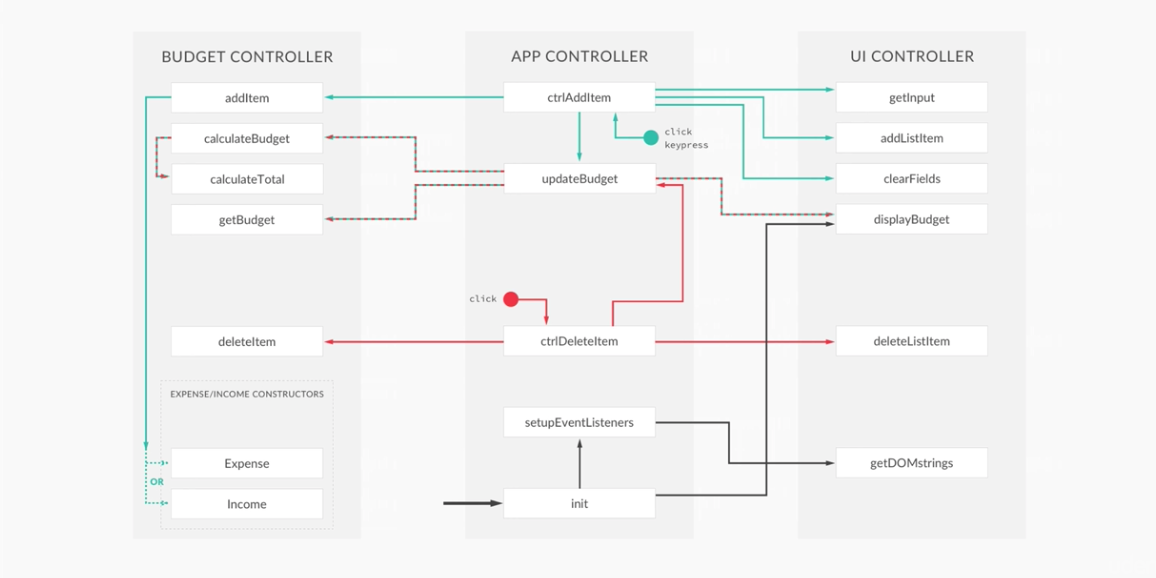 BUDGET CONTROLLER
APP CONTROLLER
UI CONTROLLER
addItem
ctrlAddItem
getInput
calculateBudget
click
keypress
addListItem
calculateTotal
updateBudget
clearFields
getBudget
displayBudget
click
deleteItem
ctrlDeleteItem
deleteListItem
EXPENSE/INCOME CONSTRUCTORS
setupEventListeners
Expense
getDOMstrings
OR
Income
init